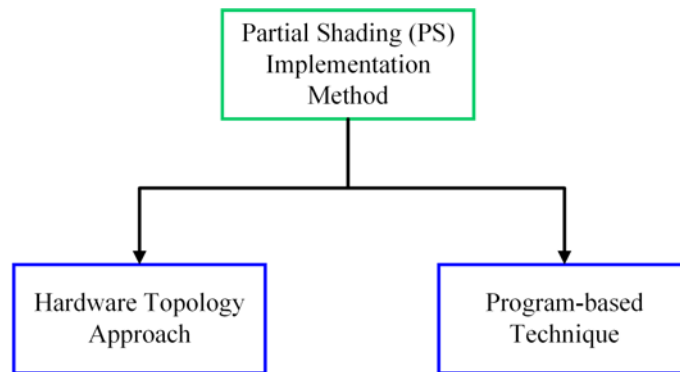 Partial Shading (PS)
Implementation
Method
Hardware Topology
Approach
Program-based
Technique